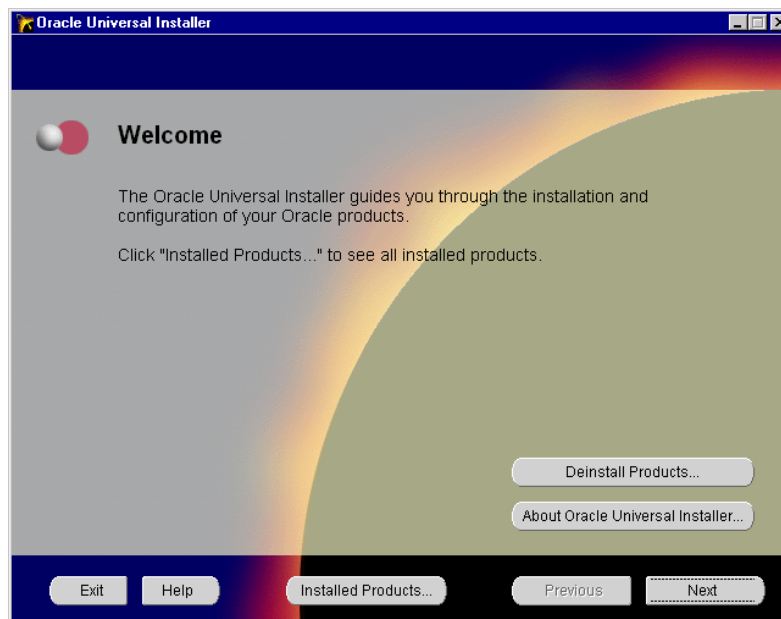 Oracle Universal Installer
Welcome
The Oracle Universal Installer guides you through the installation and
configuration of your Oracle products.
Click "Installed Products..." to see all installed products.
Deinstall Products...
About Oracle Universal Installer...
Exit Help Installed Products... Previous Next